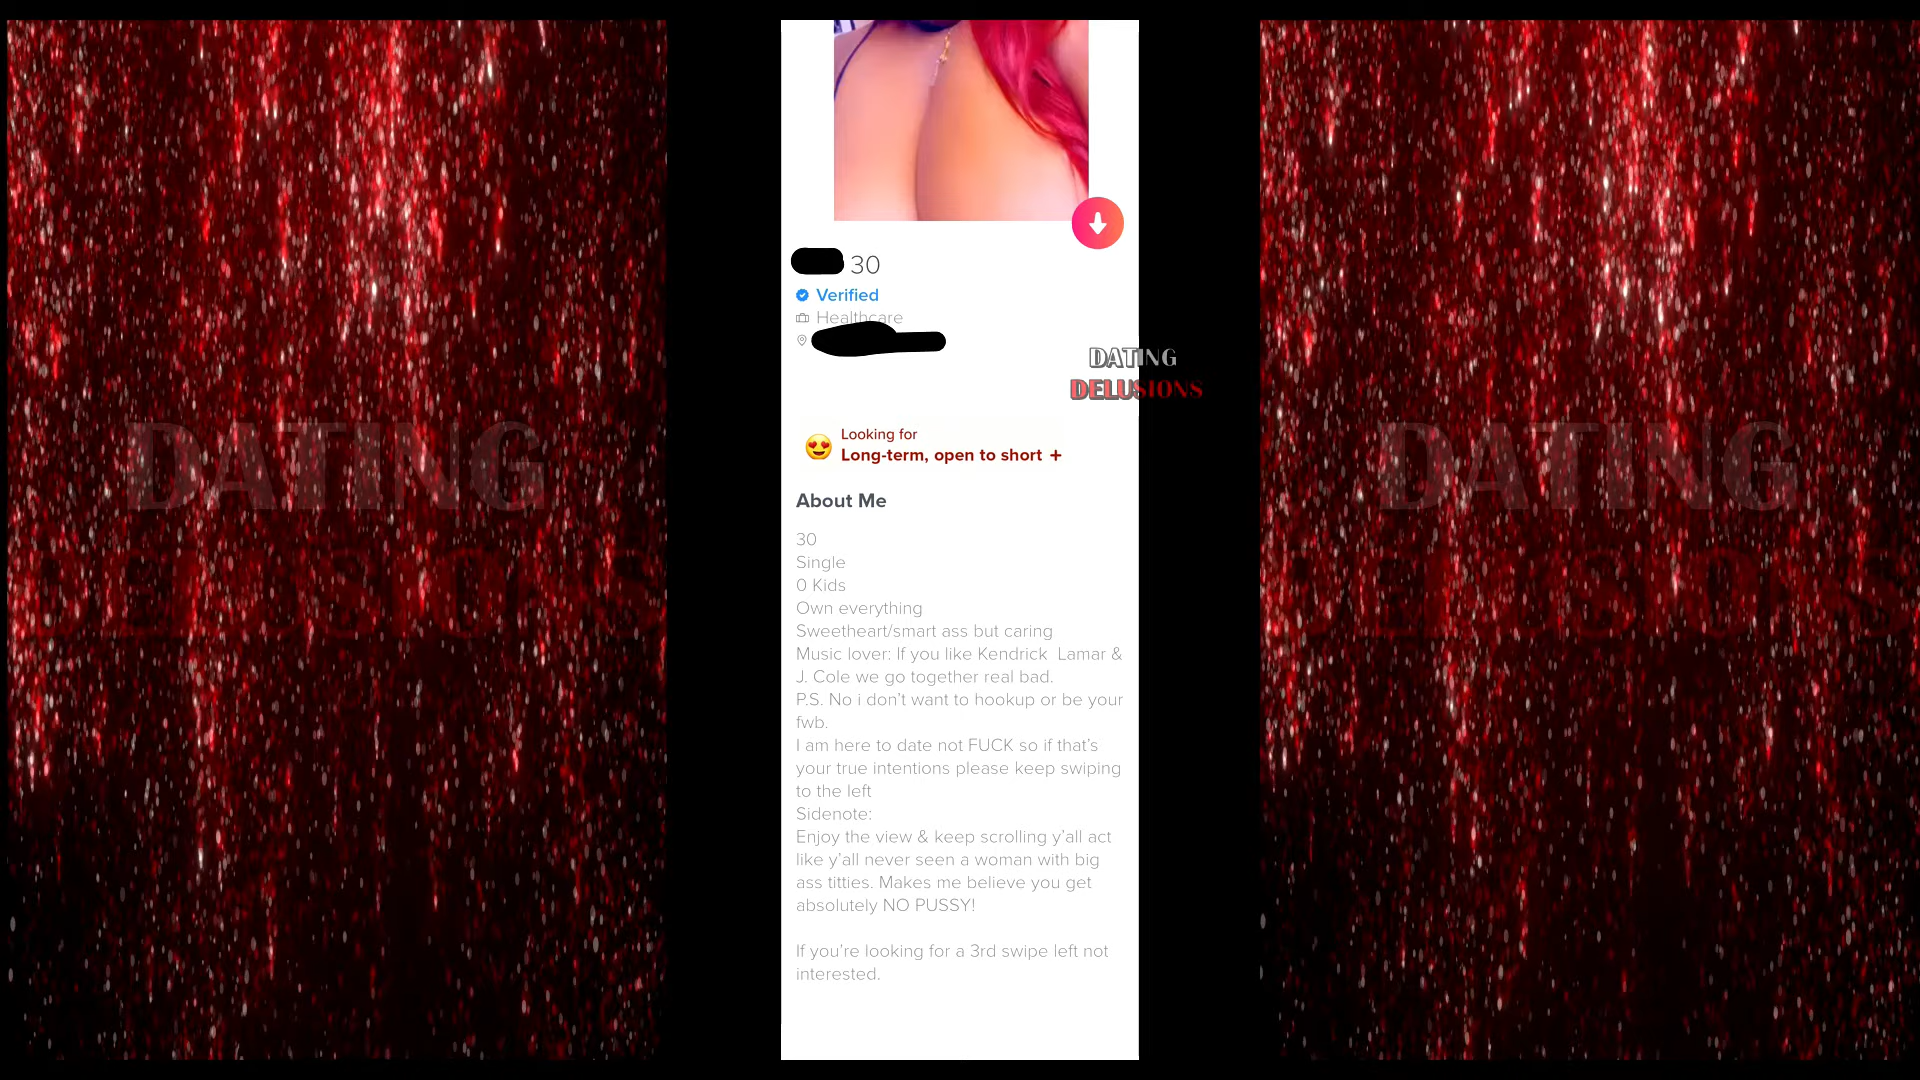 30
Verified
Healthcare
DATING
DELUSIONS
Looking for
Long-term, open to short +
About Me
30
Single
0 Kids
Own everything
Sweetheart/smart ass but caring
Music lover: If you like Kendrick  Lamar &
J. Cole we go together real bad.
P.S. No i don't want to hookup or be your
fwb.
I am here to date not FUCK so if that's
your true intentions please keep swiping
to the left
Sidenote:
Enjoy the view & keep scrolling y'all act
like y'all never seen a woman with big
ass titties. Makes me believe you get
absolutely NO PUSSY!
If you're looking for a 3rd swipe left not
interested.
DATING
DELUSIONS
DATING
DELUSIONS